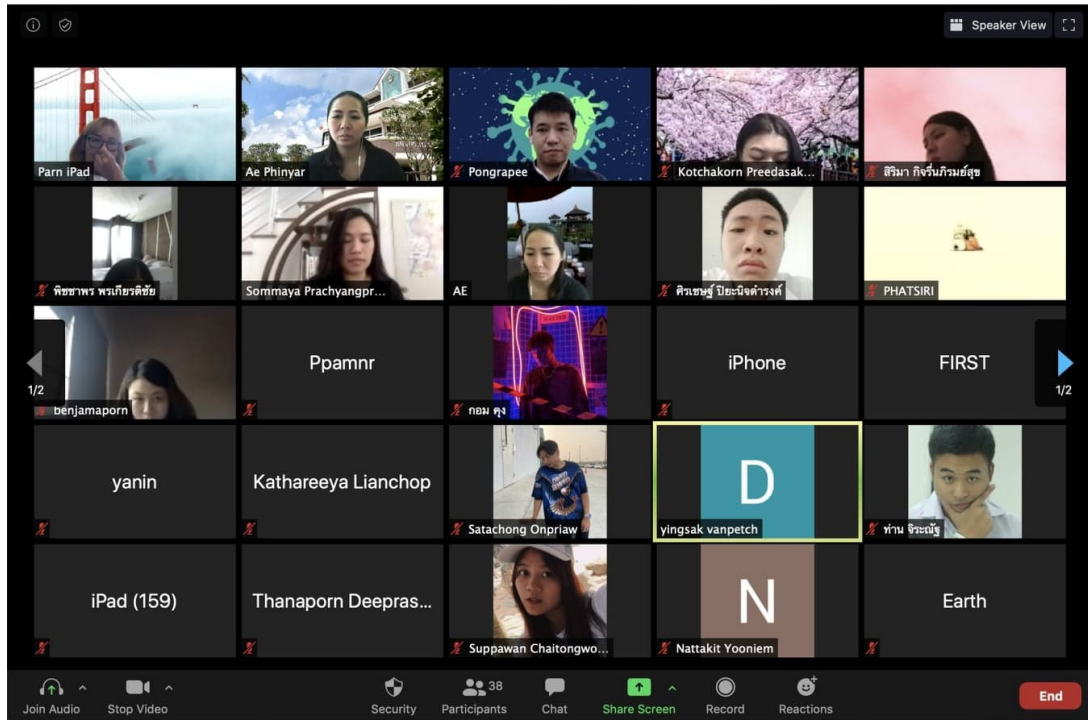 Speaker View
Parn iPad
Ae Phinyar
Pongrapee
Kotchakorn Preedasak...
สิริมา กิจรื่นภิรมย์สุข
พิชชาพร พรเกียรติชัย
Sommaya Prachyangpr...
AE
ศิรเชษฐ์ ปิยะนิจดำรงค์
PHATSIRI
1/2
benjamaporn
Ppamnr
กอม คุง
iPhone
FIRST
1/2
yanin
Kathareeya Lianchop
Satachong Onpriaw
D
yingsak vanpetch
ท่าน จิระณัฐ
iPad (159)
Thanaporn Deepras...
Suppawan Chaitongwo...
N
Nattakit Yooniem
Earth
Join Audio
Stop Video
Security
Participants
38
Chat
Share Screen
Record
Reactions
End